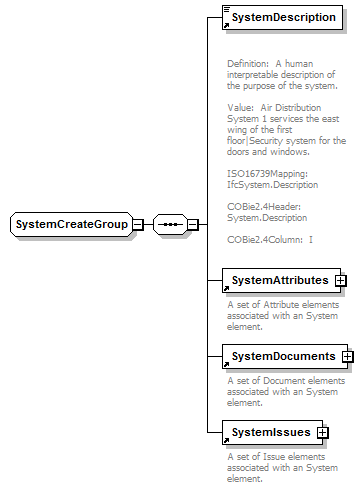 SystemDescription
Definition: A human
interpretable description of
the purpose of the system.
Value: Air Distribution
System 1 services the east
wing of the first
floor|Security system for the
doors and windows.
ISO16739Mapping:
IfcSystem.Description
COBie2.4Header:
System.Description
COBie2.4Column: I
SystemCreateGroup
SystemAttributes
A set of Attribute elements
associated with an System
element.
SystemDocuments
A set of Document elements
associated with an System
element.
SystemIssues
A set of Issue elements
associated with an System
element.